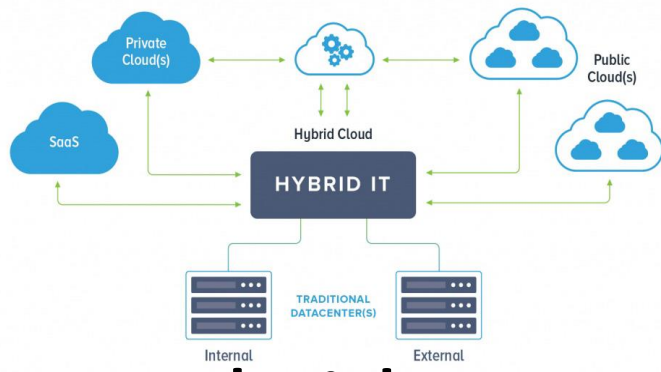 Private
Cloud(s)
Public
Cloud(s)
SaaS
Hybrid Cloud
HYBRID IT
TRADITIONAL
DATACENTER(S)
Internal
External